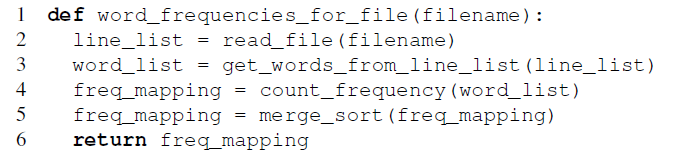 1 def word_frequencies_for_file(filename):
2   line_list = read_file(filename)
3   word_list = get_words_from_line_list(line_list)
4   freq_mapping = count_frequency(word_list)
5   freq_mapping = merge_sort(freq_mapping)
6   return freq_mapping